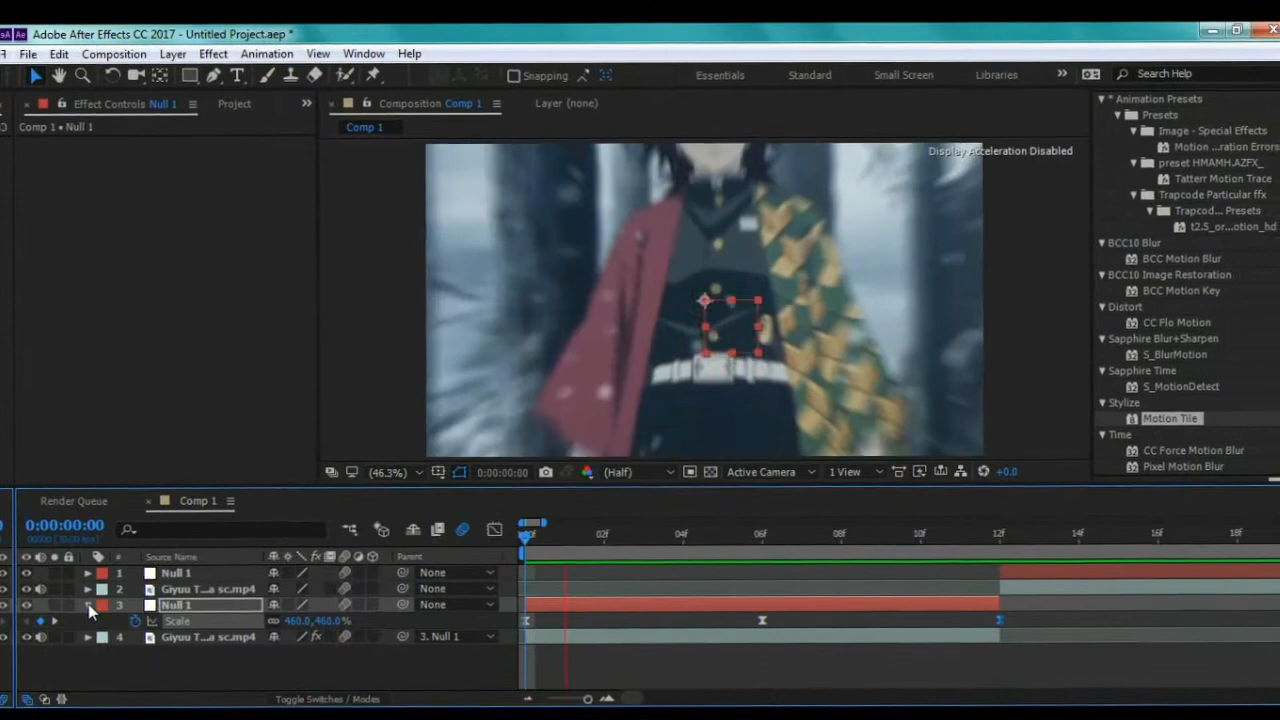 Adobe After Effects CC 2017 - Untitled Project.aep *
File Edit Composition Layer Effect Animation View Window Help
Snapping Essentials Standard Small Screen Libraries Search Help
Effect Controls Null 1 Project
Comp 1 • Null 1
Composition Comp 1
Layer (none)
Comp 1
Display Acceleration Disabled
(46.3%) 0:00:00:00 (Half) Active Camera 1 View +0.0
* Animation Presets
Presets
Image - Special Effects
Motion ...ration Errors
preset HMAMH.AZFX_
Tatterr Motion Trace
Trapcode Particular ffx
Trapcod... Presets
t2.5_or...otion_hd
BCC10 Blur
BCC Motion Blur
BCC10 Image Restoration
BCC Motion Key
Distort
CC Flo Motion
Sapphire Blur+Sharpen
S_BlurMotion
Sapphire Time
S_MotionDetect
Stylize
Motion Tile
Time
CC Force Motion Blur
Pixel Motion Blur
Render Queue Comp 1
0:00:00:00
02f 04f 06f 08f 10f 12f 14f 16f 18f
# Source Name Parent
1 Null 1 None
2 Giyuu T...a sc.mp4 None
3 Null 1 None
Scale 460.0,460.0%
4 Giyuu T...a sc.mp4 3. Null 1
Toggle Switches / Modes